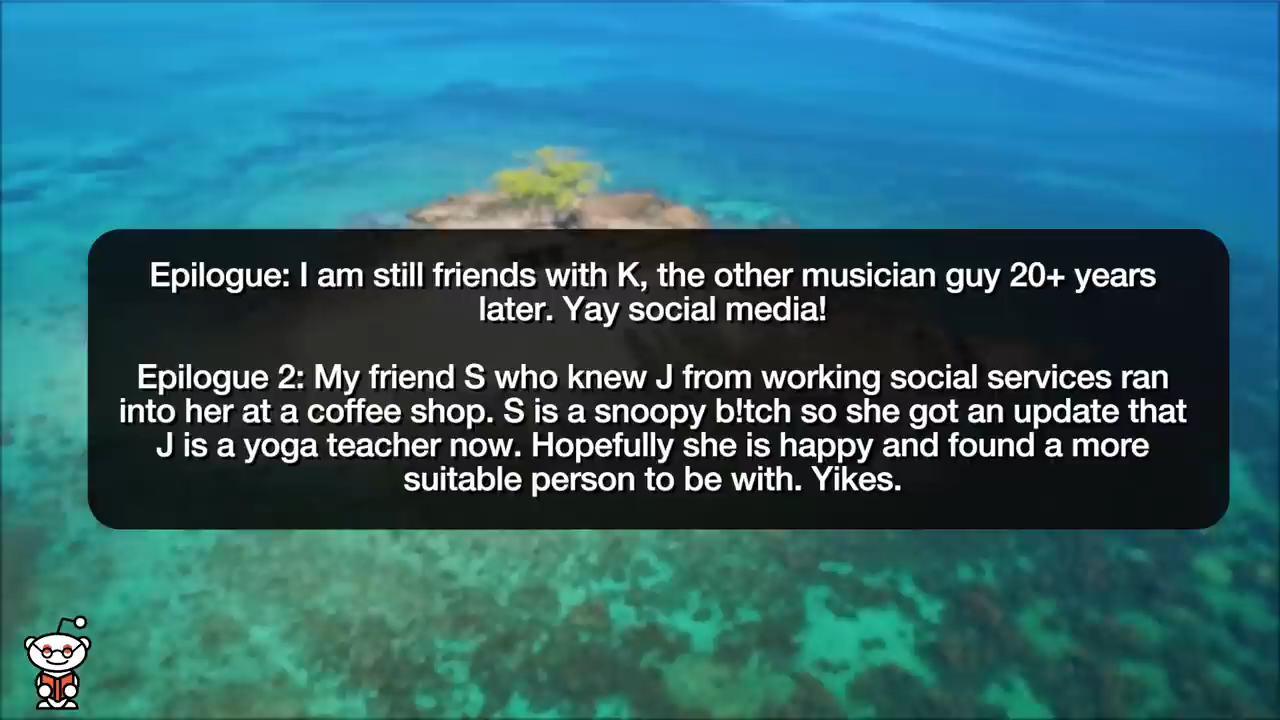 Epilogue: I am still friends with K, the other musician guy 20+ years
later. Yay social media!
Epilogue 2: My friend S who knew J from working social services ran
into her at a coffee shop. S is a snoopy b!tch so she got an update that
J is a yoga teacher now. Hopefully she is happy and found a more
suitable person to be with. Yikes.